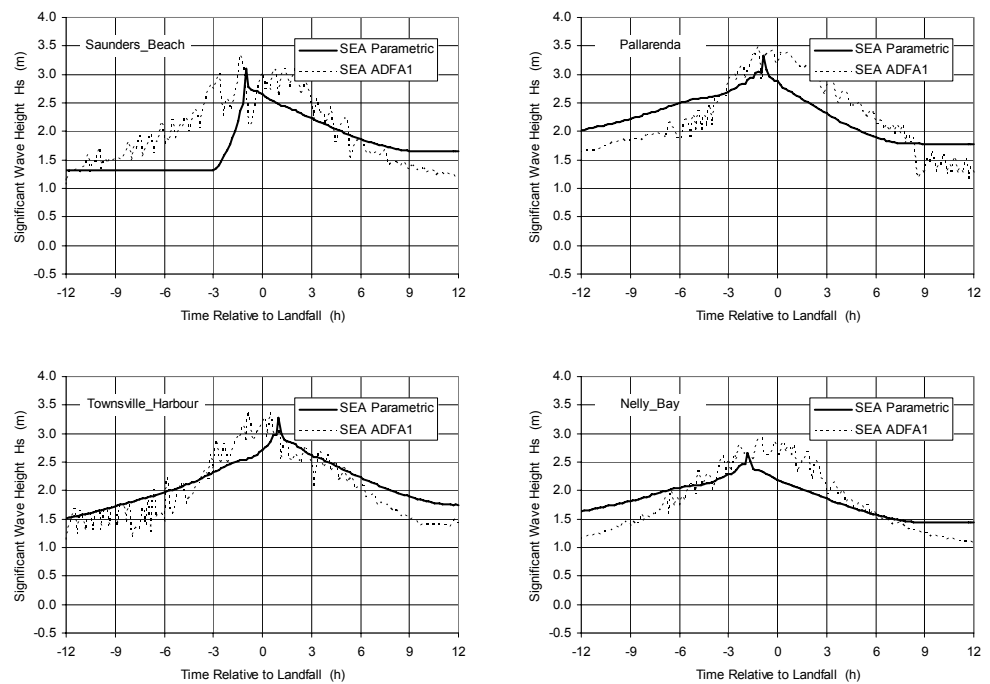 Significant Wave Height Hs (m)
4.0
3.5
3.0
2.5
2.0
1.5
1.0
0.5
0.0
-0.5
Saunders_Beach
SEA Parametric
SEA ADFA1
-12 -9 -6 -3 0 3 6 9 12
Time Relative to Landfall (h)
Significant Wave Height Hs (m)
4.0
3.5
3.0
2.5
2.0
1.5
1.0
0.5
0.0
-0.5
Pallarenda
SEA Parametric
SEA ADFA1
-12 -9 -6 -3 0 3 6 9 12
Time Relative to Landfall (h)
Significant Wave Height Hs (m)
4.0
3.5
3.0
2.5
2.0
1.5
1.0
0.5
0.0
-0.5
Townsville_Harbour
SEA Parametric
SEA ADFA1
-12 -9 -6 -3 0 3 6 9 12
Time Relative to Landfall (h)
Significant Wave Height Hs (m)
4.0
3.5
3.0
2.5
2.0
1.5
1.0
0.5
0.0
-0.5
Nelly_Bay
SEA Parametric
SEA ADFA1
-12 -9 -6 -3 0 3 6 9 12
Time Relative to Landfall (h)